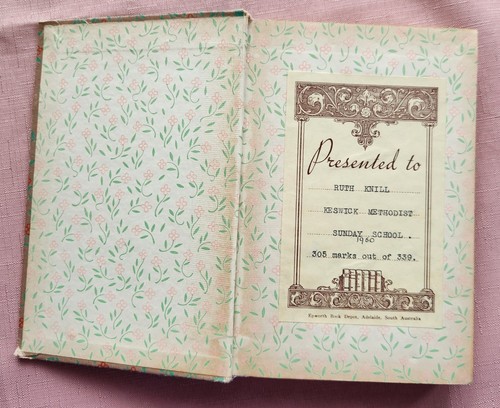 Presented to
RUTH KNILL
KESWICK METHODIST
SUNDAY SCHOOL.
1950
305 marks out of 339.
Epworth Book Depot, Adelaide, South Australia